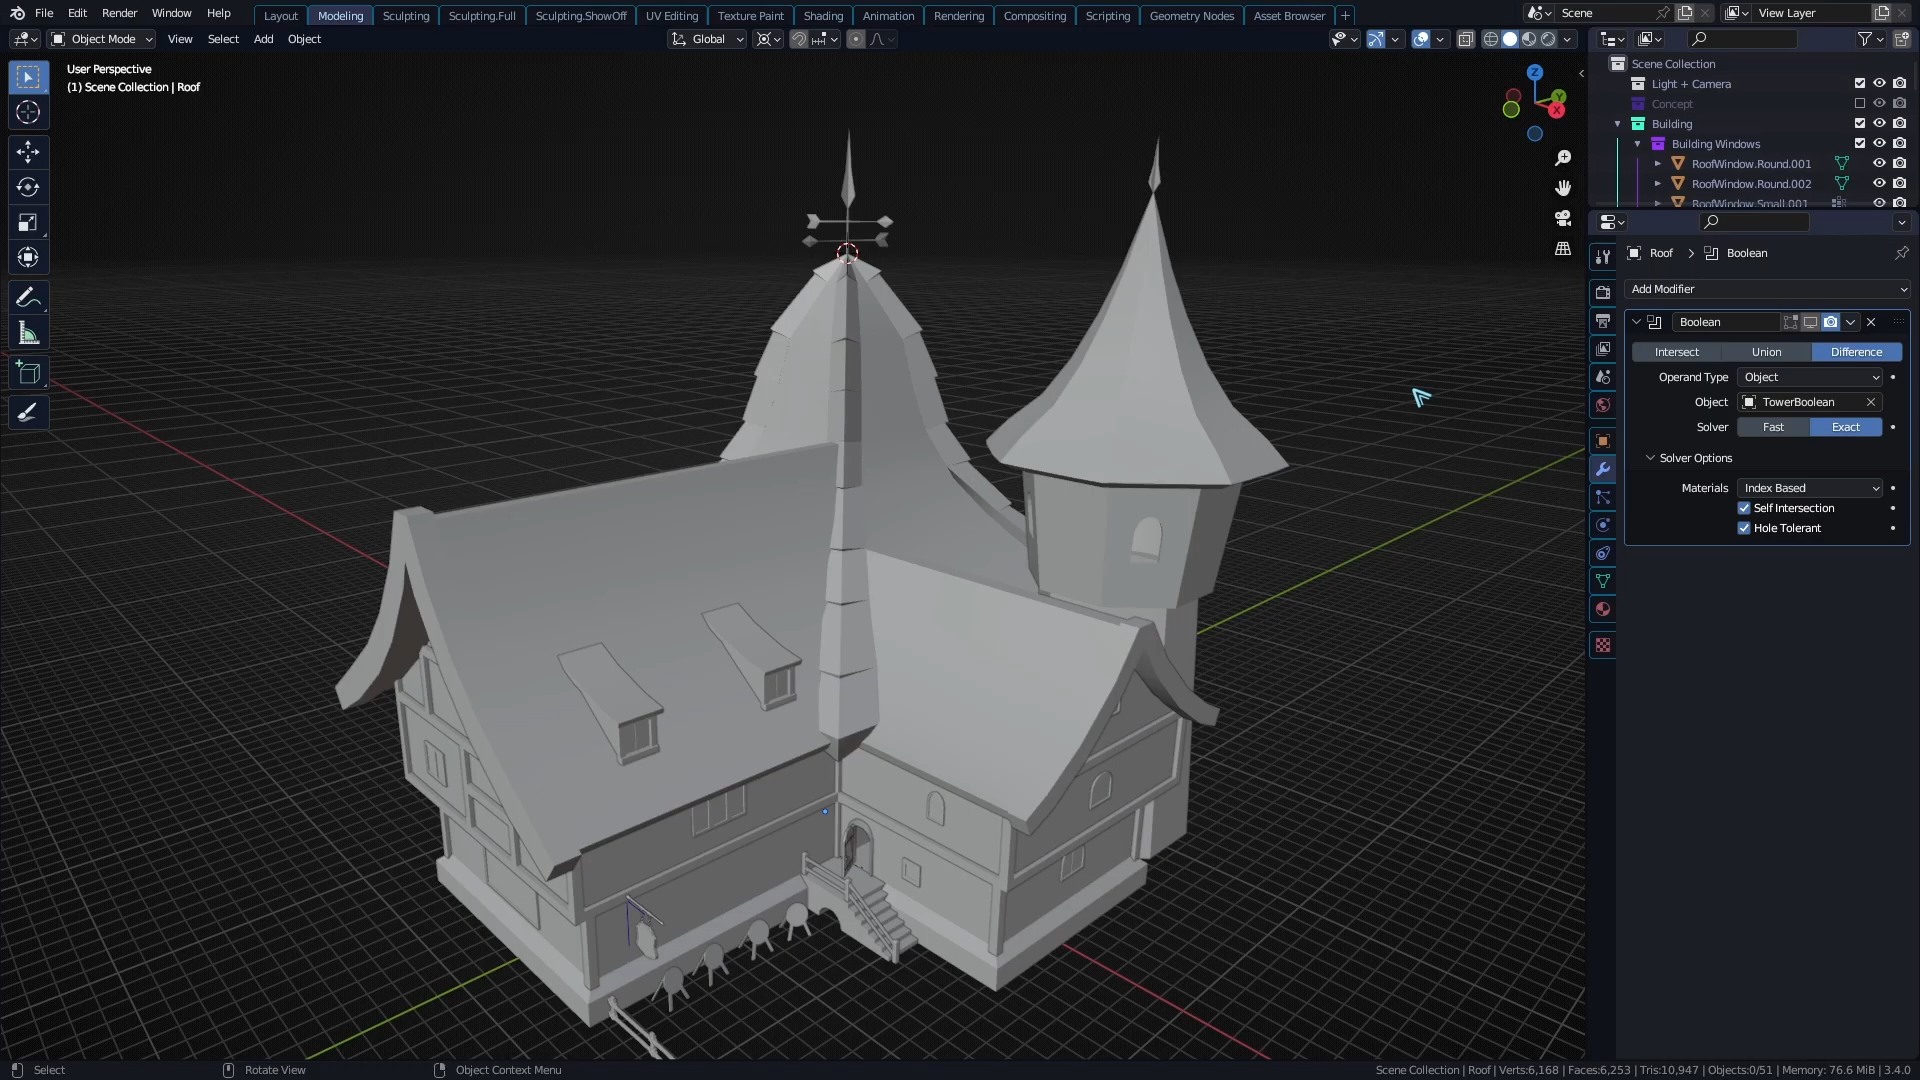 File Edit Render Window Help Layout Modeling Sculpting Sculpting.Full Sculpting.ShowOff UV Editing Texture Paint Shading Animation Rendering Compositing Scripting Geometry Nodes Asset Browser + Scene View Layer
Object Mode View Select Add Object Global
User Perspective
(1) Scene Collection | Roof
Z
Y
X
Scene Collection
Light + Camera
Concept
Building
Building Windows
RoofWindow.Round.001
RoofWindow.Round.002
RoofWindow.Small.001
Roof > Boolean
Add Modifier
Boolean
Intersect Union Difference
Operand Type Object
Object TowerBoolean
Solver Fast Exact
Solver Options
Materials Index Based
Self Intersection
Hole Tolerant
Select Rotate View Object Context Menu Scene Collection | Roof | Verts:6,168 | Faces:6,253 | Tris:10,947 | Objects:0/51 | Memory: 76.6 MiB | 3.4.0